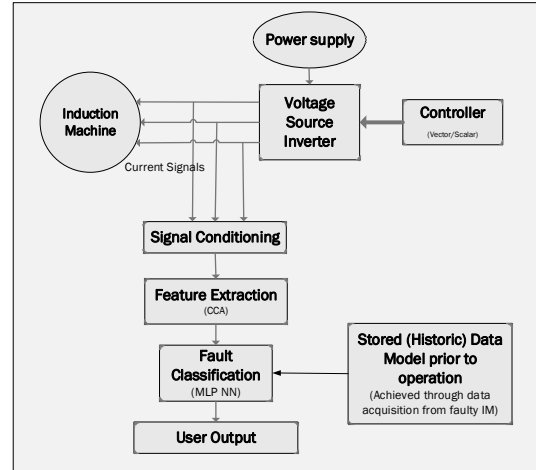 Power supply
Induction
Machine
Voltage
Source
Inverter
Controller
(Vector/Scalar)
Current Signals
Signal Conditioning
Feature Extraction
(CCA)
Fault
Classification
(MLP NN)
Stored (Historic) Data
Model prior to
operation
(Achieved through data
acquisition from faulty IM)
User Output